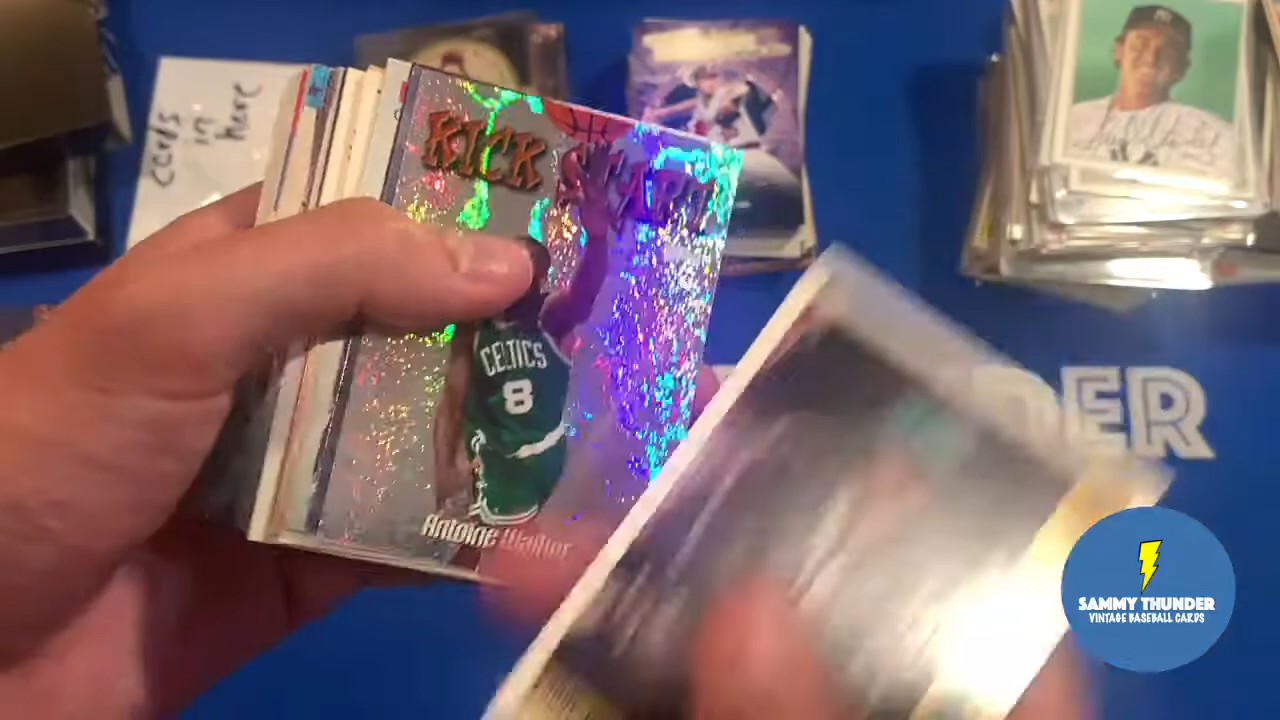 cards
in
here
KICK START
CELTICS
8
Antoine Walker
DER
SAMMY THUNDER
VINTAGE BASEBALL CARDS